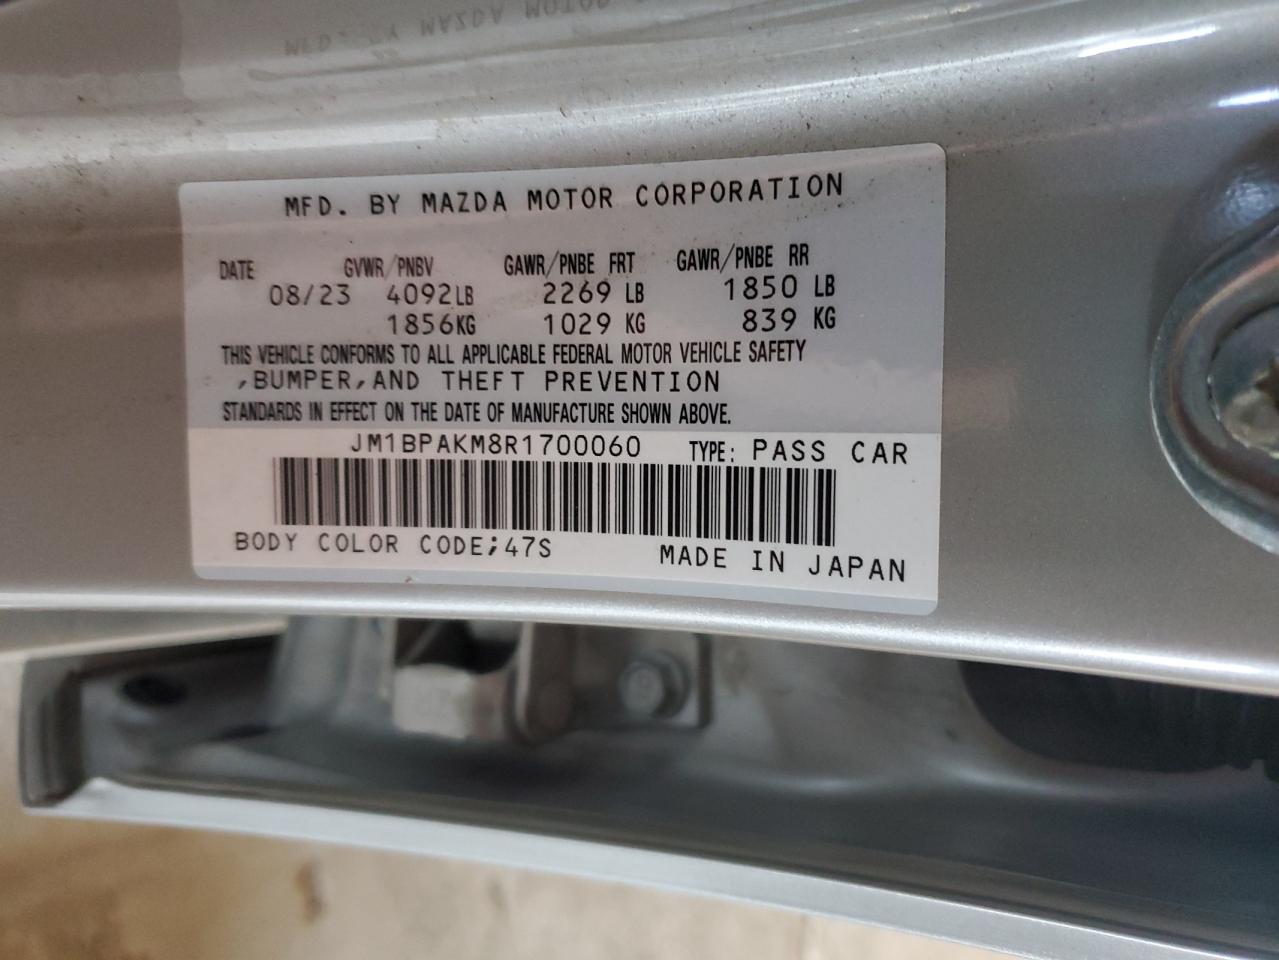 MFD. BY MAZDA MOTOR CORPORATION
DATE GVWR/PNBV GAWR/PNBE FRT GAWR/PNBE RR
08/23 4092LB 2269 LB 1850 LB
1856KG 1029 KG 839 KG
THIS VEHICLE CONFORMS TO ALL APPLICABLE FEDERAL MOTOR VEHICLE SAFETY
,BUMPER,AND THEFT PREVENTION
STANDARDS IN EFFECT ON THE DATE OF MANUFACTURE SHOWN ABOVE.
JM1BPAKM8R1700060 TYPE: PASS CAR
BODY COLOR CODE;47S MADE IN JAPAN